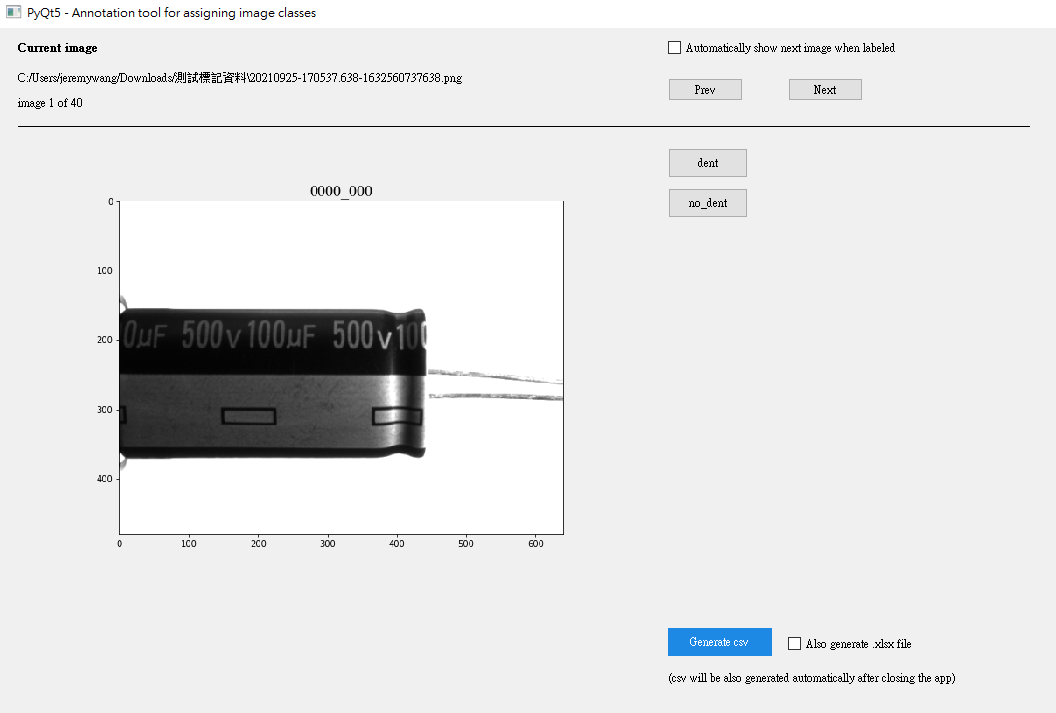 PyQt5 - Annotation tool for assigning image classes
Current image
Automatically show next image when labeled
C:/Users/jeremywang/Downloads/測試標記資料\20210925-170537.638-1632560737638.png
Prev
Next
image 1 of 40
dent
no_dent
0000_000
0
100
200
300
400
0μF 500v 100μF 500v 100
0
100
200
300
400
500
600
Generate csv
Also generate .xlsx file
(csv will be also generated automatically after closing the app)